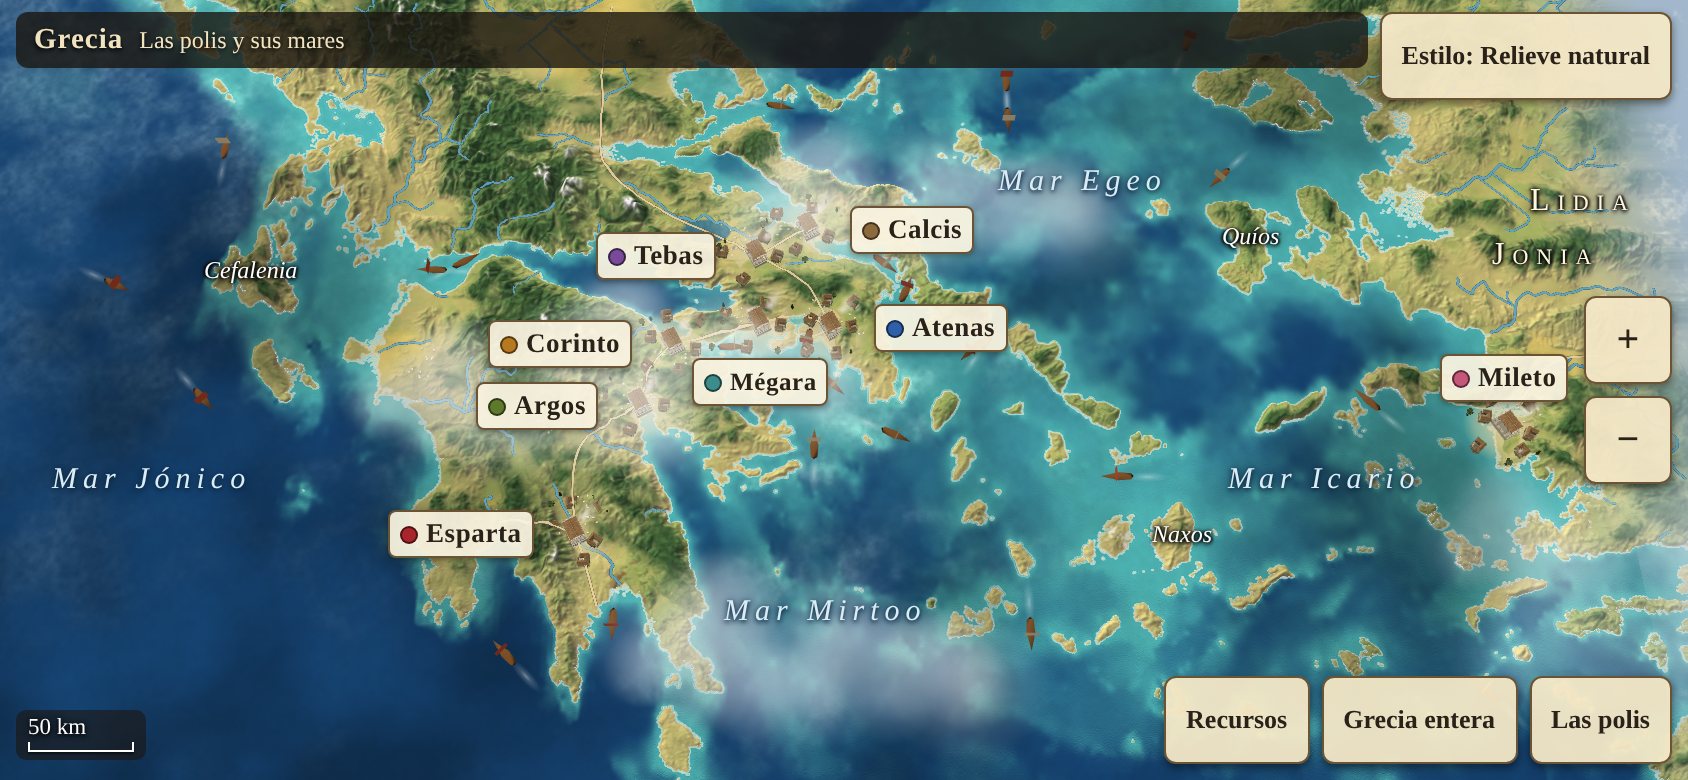 Grecia Las polis y sus mares
Estilo: Relieve natural
Mar Egeo
Lidia
Quíos
Jonia
Calcis
Tebas
Cefalenia
Atenas
Corinto
+
Mégara
Mileto
Argos
−
Mar Jónico
Mar Icario
Esparta
Naxos
Mar Mirtoo
50 km
Recursos
Grecia entera
Las polis